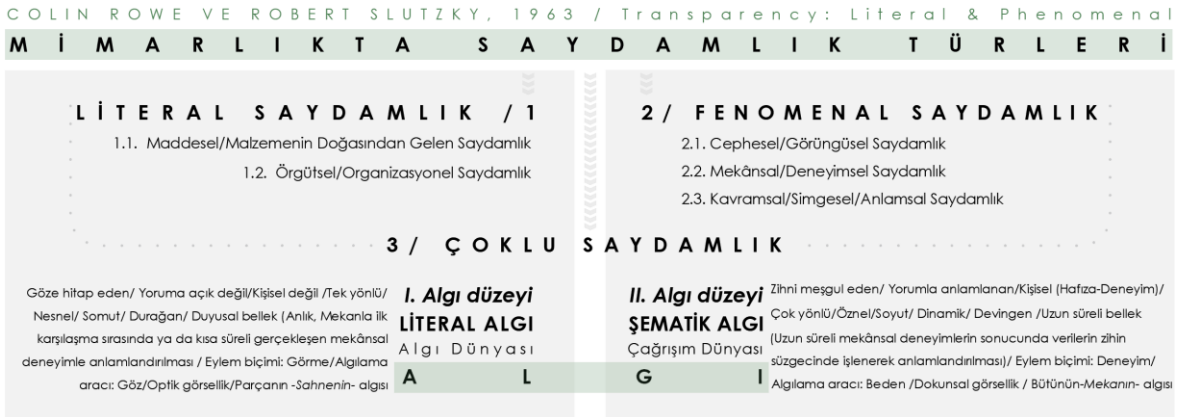 COLIN ROWE VE ROBERT SLUTZKY, 1963 / Transparency: Literal & Phenomenal
MİMARLIKTA SAYDAMLIK TÜRLERİ
LİTERAL SAYDAMLIK /1
1.1. Maddesel/Malzemenin Doğasından Gelen Saydamlık
1.2. Örgütsel/Organizasyonel Saydamlık
2/ FENOMENAL SAYDAMLIK
2.1. Cephesel/Görüngüsel Saydamlık
2.2. Mekânsal/Deneyimsel Saydamlık
2.3. Kavramsal/Simgesel/Anlamsal Saydamlık
3/ ÇOKLU SAYDAMLIK
Göze hitap eden/ Yoruma açık değil/Kişisel değil /Tek yönlü/
Nesnel/ Somut/ Durağan/ Duyusal bellek (Anlık, Mekanla ilk
karşılaşma sırasında ya da kısa süreli gerçekleşen mekânsal
deneyimle anlamlandırılması / Eylem biçimi: Görme/Algılama
aracı: Göz/Optik görsellik/Parçanın -Sahnenin- algısı
I. Algı düzeyi
LİTERAL ALGI
Algı Dünyası
II. Algı düzeyi
ŞEMATİK ALGI
Çağrışım Dünyası
Zihni meşgul eden/ Yorumla anlamlanan/Kişisel (Hafıza-Deneyim)/
Çok yönlü/Öznel/Soyut/ Dinamik/ Devingen /Uzun süreli bellek
(Uzun süreli mekânsal deneyimlerin sonucunda verilerin zihin
süzgecinde işlenerek anlamlandırılması)/ Eylem biçimi: Deneyim/
Algılama aracı: Beden /Dokunsal görsellik / Bütünün-Mekanın- algısı
ALGI